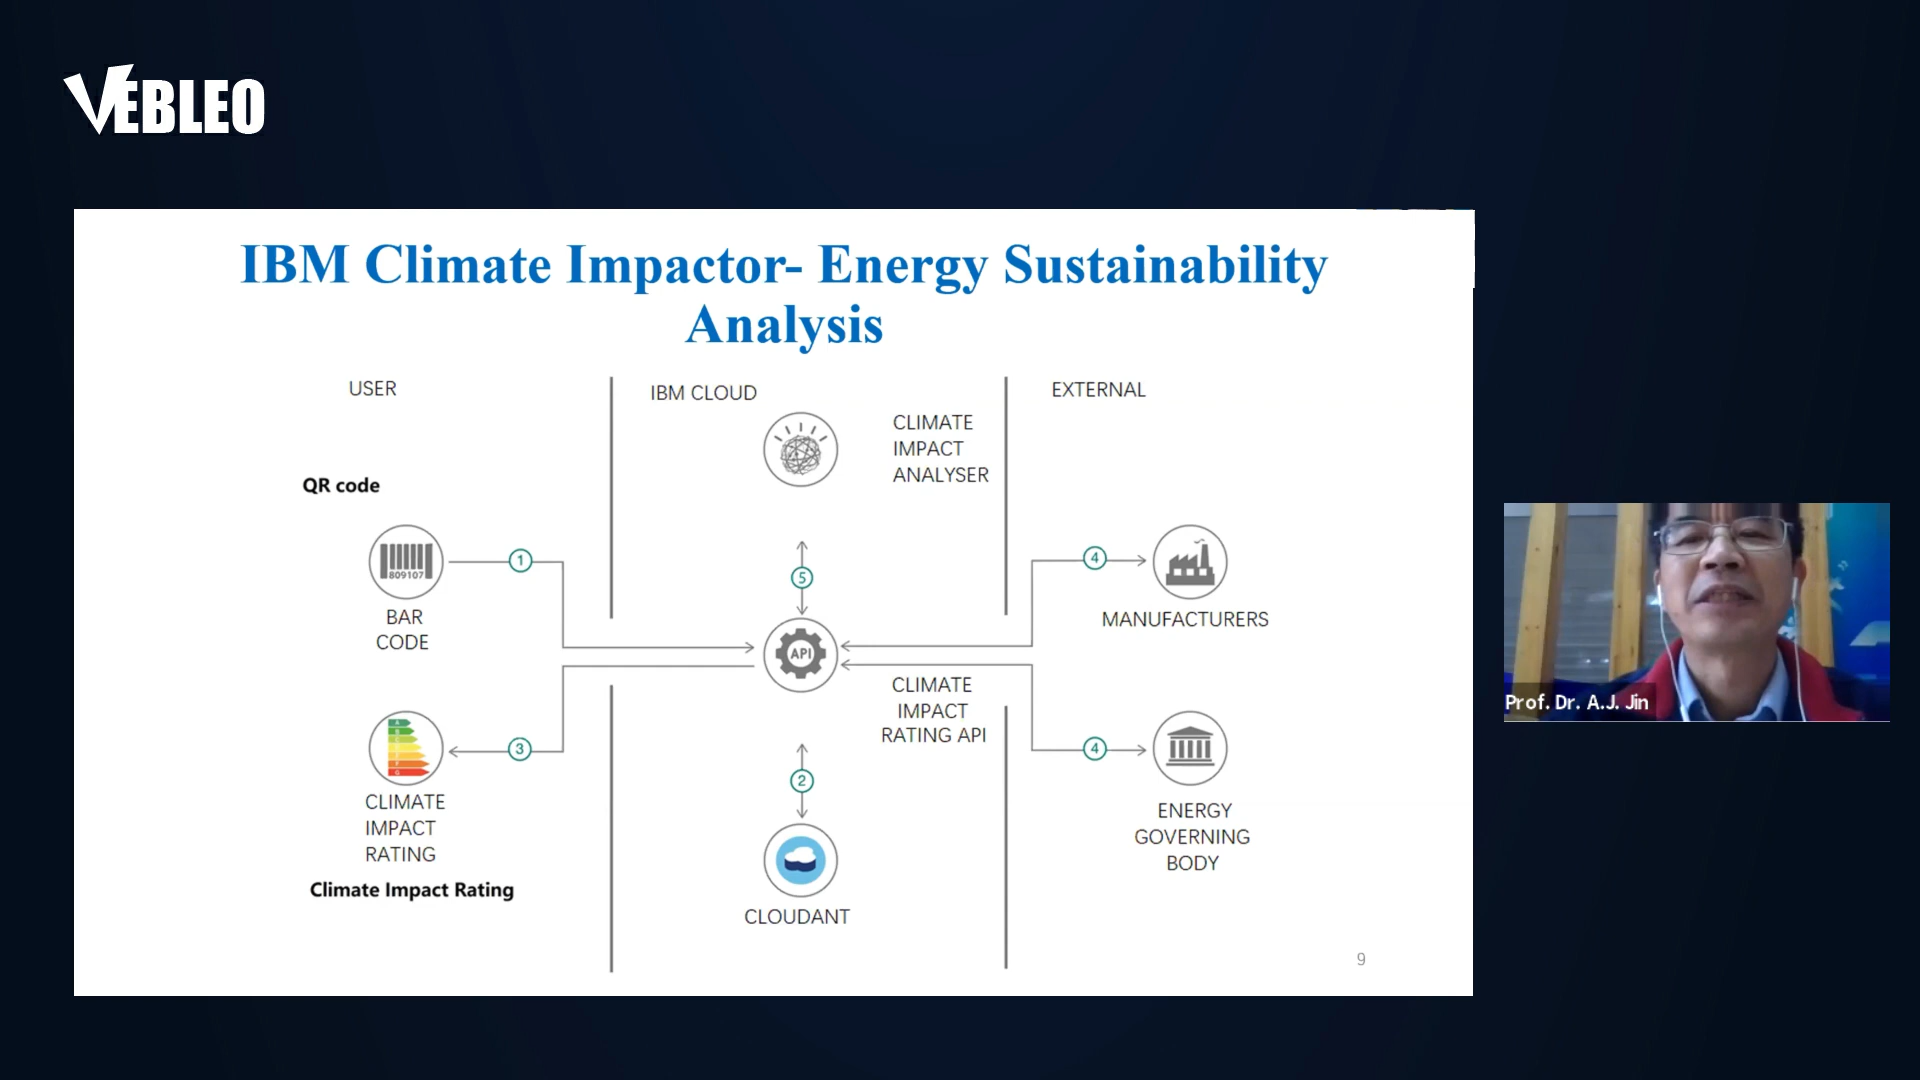 VEBLEO
IBM Climate Impactor- Energy Sustainability
Analysis
USER
IBM CLOUD
EXTERNAL
CLIMATE
IMPACT
ANALYSER
QR code
809107
BAR
CODE
1
5
4
MANUFACTURERS
API
CLIMATE
IMPACT
RATING API
3
2
4
CLIMATE
IMPACT
RATING
Climate Impact Rating
CLOUDANT
ENERGY
GOVERNING
BODY
9
Prof. Dr. A.J. Jin